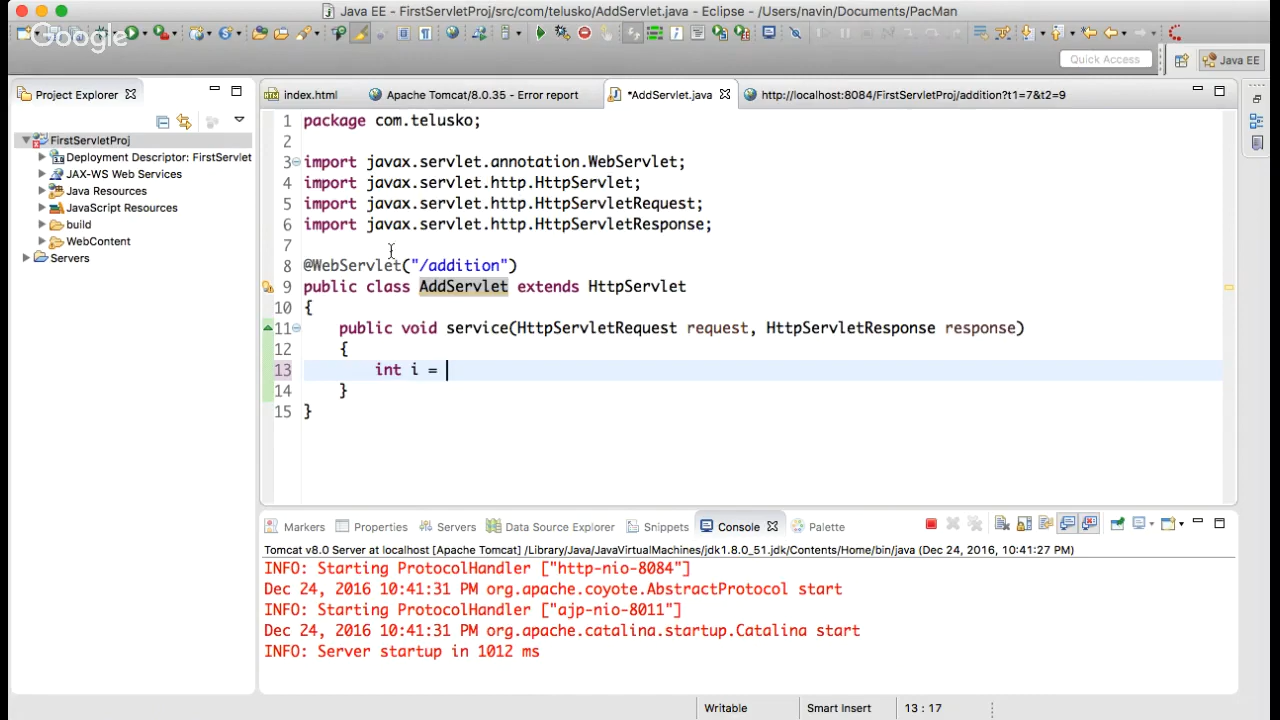 Java EE - FirstServletProj/src/com/telusko/AddServlet.java - Eclipse - /Users/navin/Documents/PacMan
Google
Quick Access
Java EE
Project Explorer
index.html
Apache Tomcat/8.0.35 - Error report
*AddServlet.java
http://localhost:8084/FirstServletProj/addition?t1=7&t2=9
FirstServletProj
Deployment Descriptor: FirstServlet
JAX-WS Web Services
Java Resources
JavaScript Resources
build
WebContent
Servers
1 package com.telusko;
2
3 import javax.servlet.annotation.WebServlet;
4 import javax.servlet.http.HttpServlet;
5 import javax.servlet.http.HttpServletRequest;
6 import javax.servlet.http.HttpServletResponse;
7
8 @WebServlet("/addition")
9 public class AddServlet extends HttpServlet
10 {
11 public void service(HttpServletRequest request, HttpServletResponse response)
12 {
13 int i =
14 }
15 }
Markers
Properties
Servers
Data Source Explorer
Snippets
Console
Palette
Tomcat v8.0 Server at localhost [Apache Tomcat] /Library/Java/JavaVirtualMachines/jdk1.8.0_51.jdk/Contents/Home/bin/java (Dec 24, 2016, 10:41:27 PM)
INFO: Starting ProtocolHandler ["http-nio-8084"]
Dec 24, 2016 10:41:31 PM org.apache.coyote.AbstractProtocol start
INFO: Starting ProtocolHandler ["ajp-nio-8011"]
Dec 24, 2016 10:41:31 PM org.apache.catalina.startup.Catalina start
INFO: Server startup in 1012 ms
Writable
Smart Insert
13 : 17